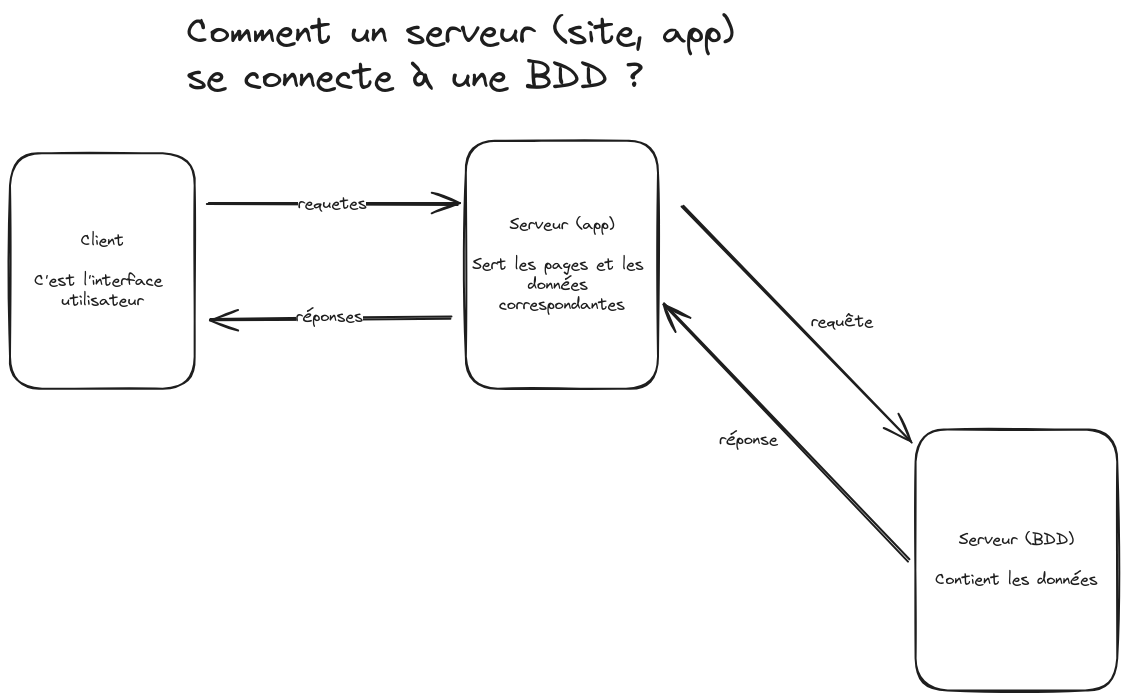 Comment un serveur (site, app)
se connecte à une BDD ?
Client
C'est l'interface
utilisateur
requetes
réponses
Serveur (app)
Sert les pages et les
données
correspondantes
requête
réponse
Serveur (BDD)
Contient les données